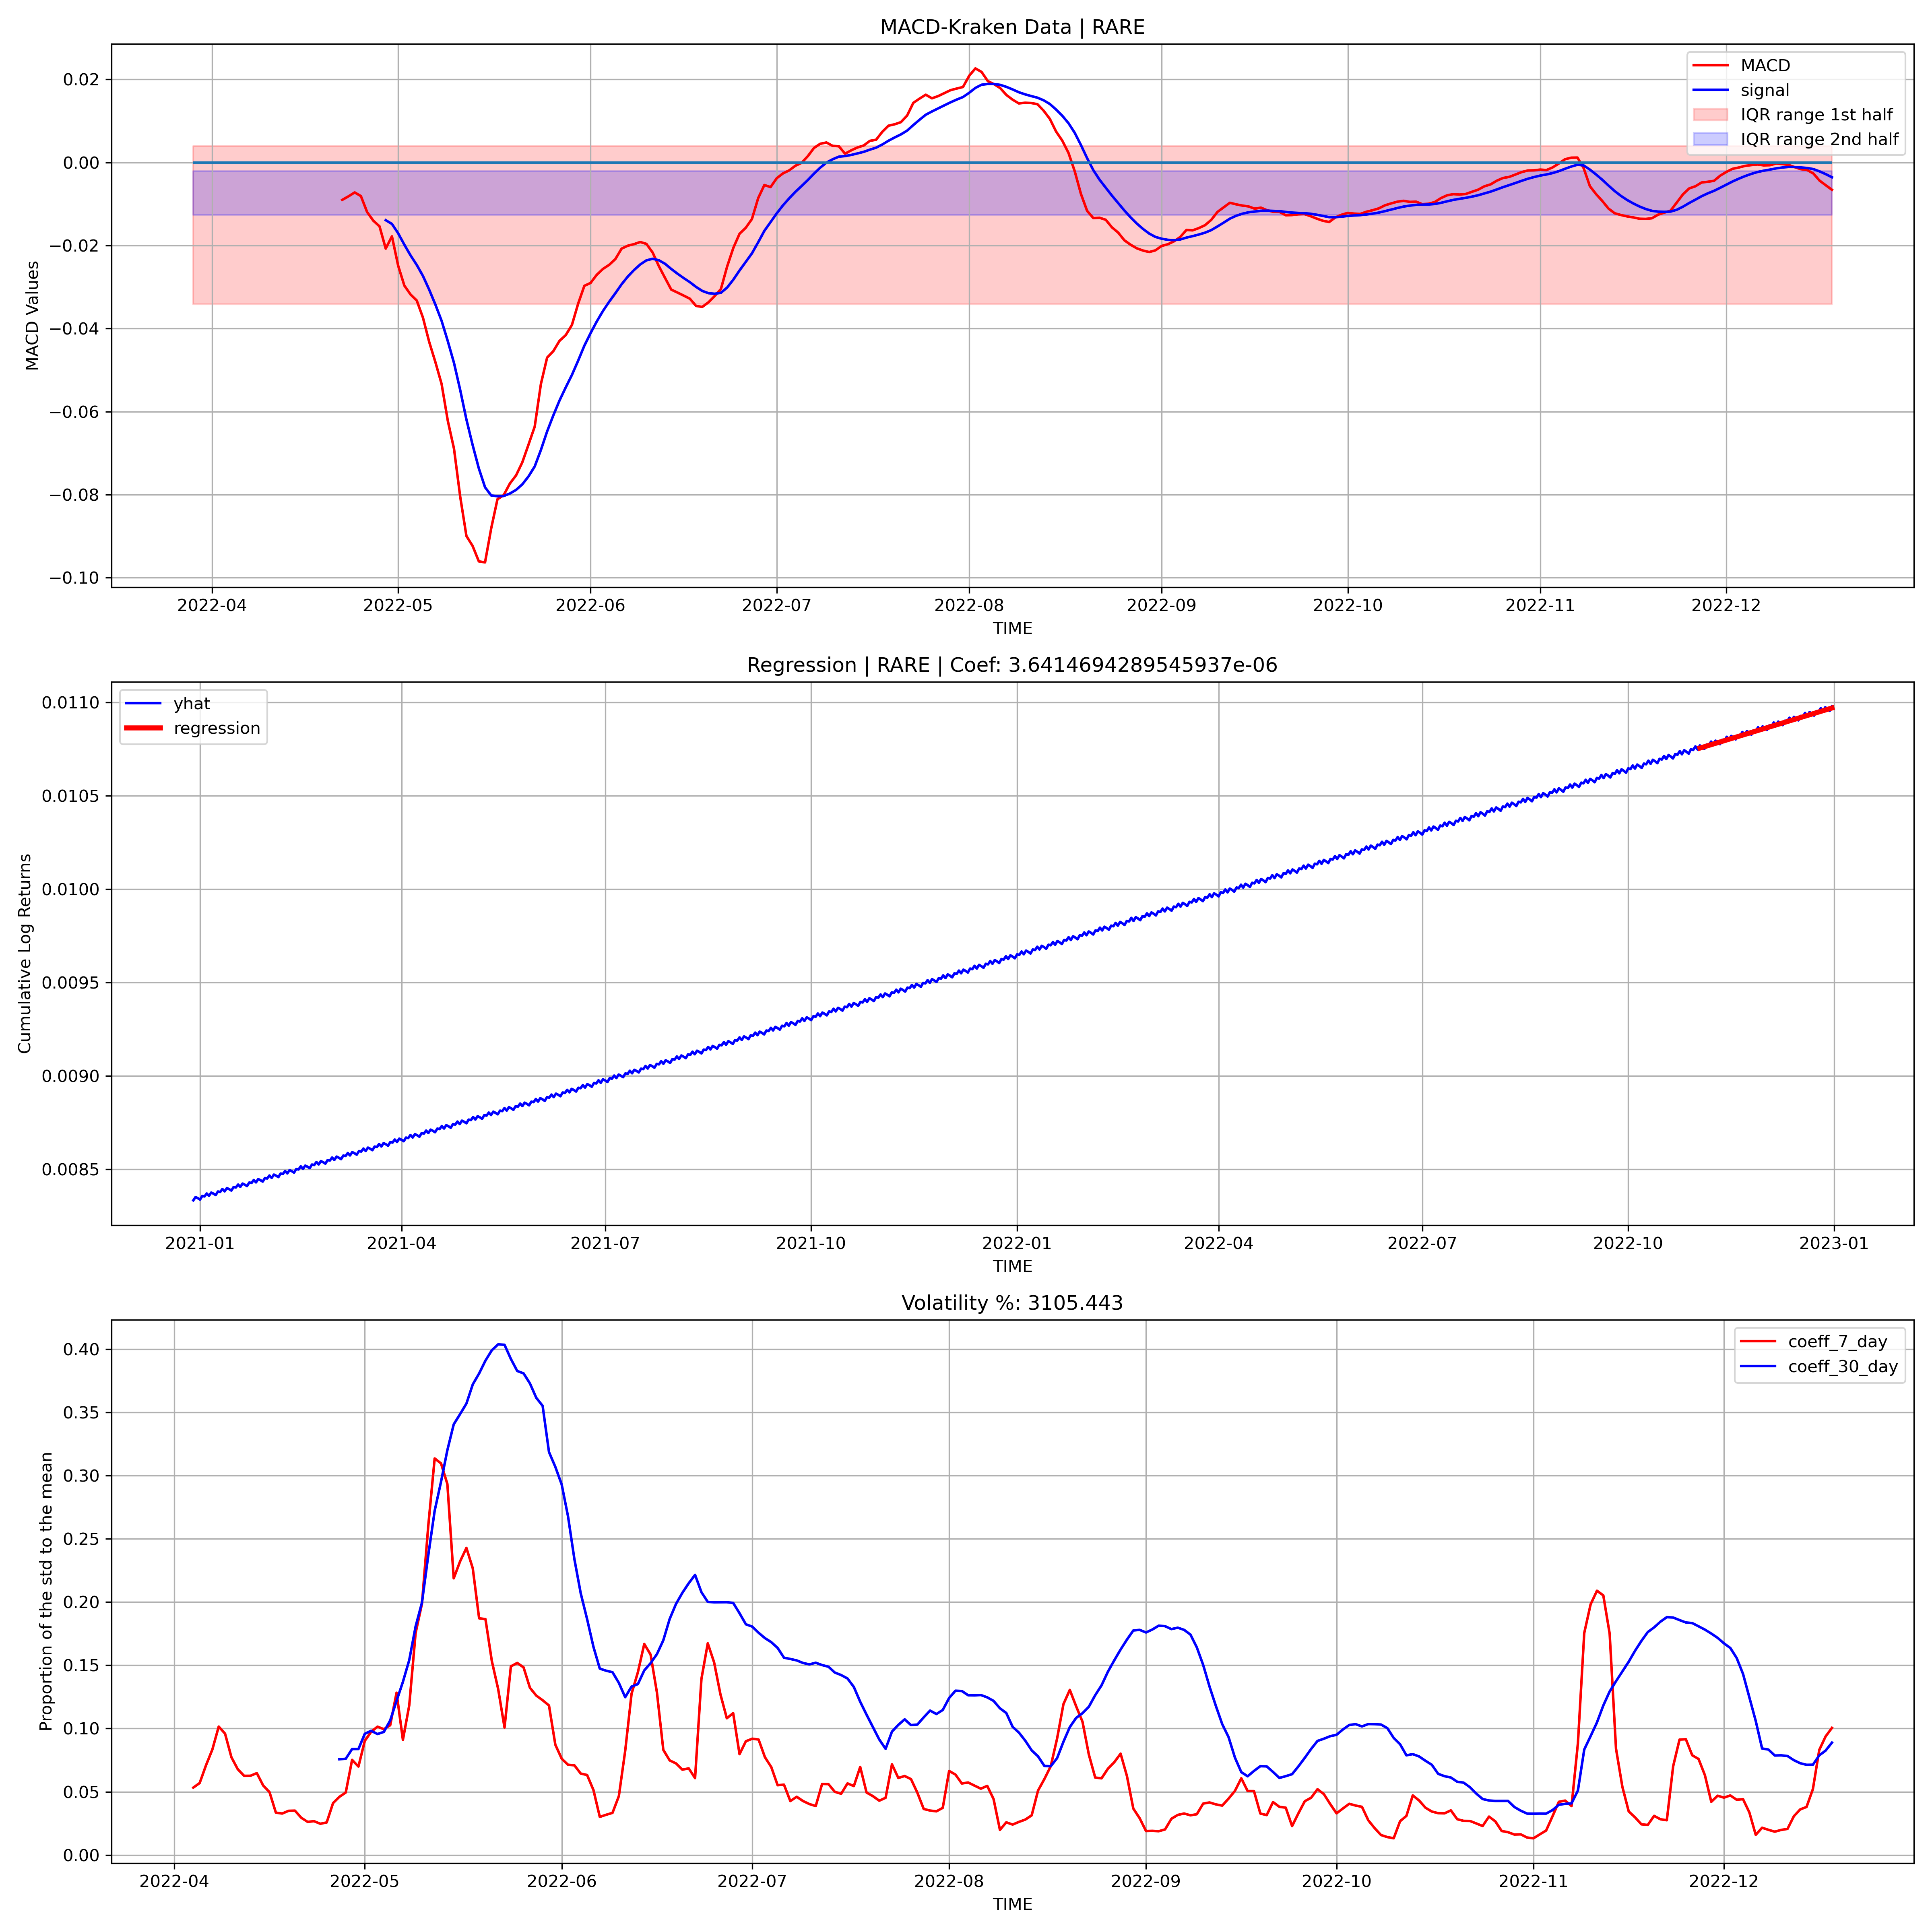 MACD-Kraken Data | RARE
MACD
signal
IQR range 1st half
IQR range 2nd half
MACD Values
0.02
0.00
−0.02
−0.04
−0.06
−0.08
−0.10
2022-04 2022-05 2022-06 2022-07 2022-08 2022-09 2022-10 2022-11 2022-12
TIME
Regression | RARE | Coef: 3.6414694289545937e-06
yhat
regression
Cumulative Log Returns
0.0110
0.0105
0.0100
0.0095
0.0090
0.0085
2021-01 2021-04 2021-07 2021-10 2022-01 2022-04 2022-07 2022-10 2023-01
TIME
Volatility %: 3105.443
coeff_7_day
coeff_30_day
Proportion of the std to the mean
0.40
0.35
0.30
0.25
0.20
0.15
0.10
0.05
0.00
2022-04 2022-05 2022-06 2022-07 2022-08 2022-09 2022-10 2022-11 2022-12
TIME